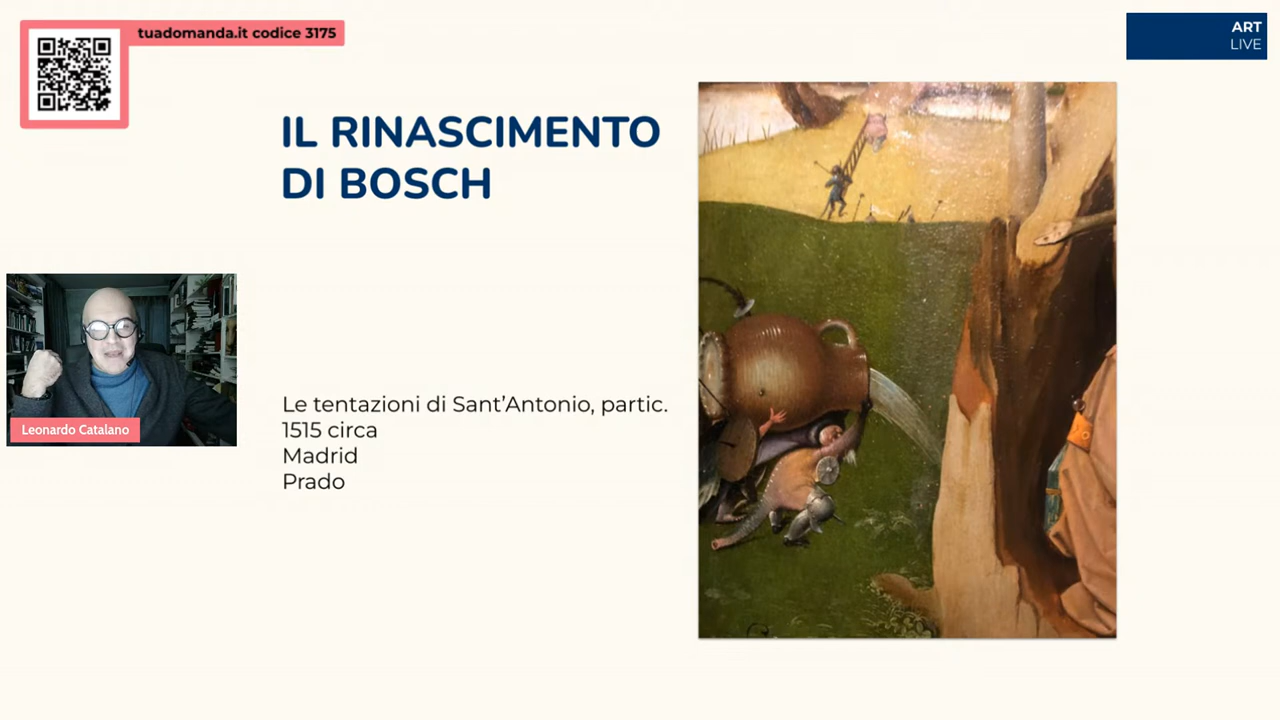 tuadomanda.it codice 3175
ART
LIVE
IL RINASCIMENTO
DI BOSCH
Leonardo Catalano
Le tentazioni di Sant’Antonio, partic.
1515 circa
Madrid
Prado